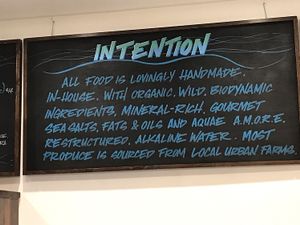 INTENTION
ALL FOOD IS LOVINGLY HANDMADE.
IN-HOUSE. WITH ORGANIC, WILD, BIODYNAMIC
INGREDIENTS, MINERAL-RICH, GOURMET
SEA SALTS, FATS & OILS AND AQUAE A.M.O.R.E.
RESTRUCTURED, ALKALINE WATER. MOST
PRODUCE IS SOURCED FROM LOCAL URBAN FARMS.